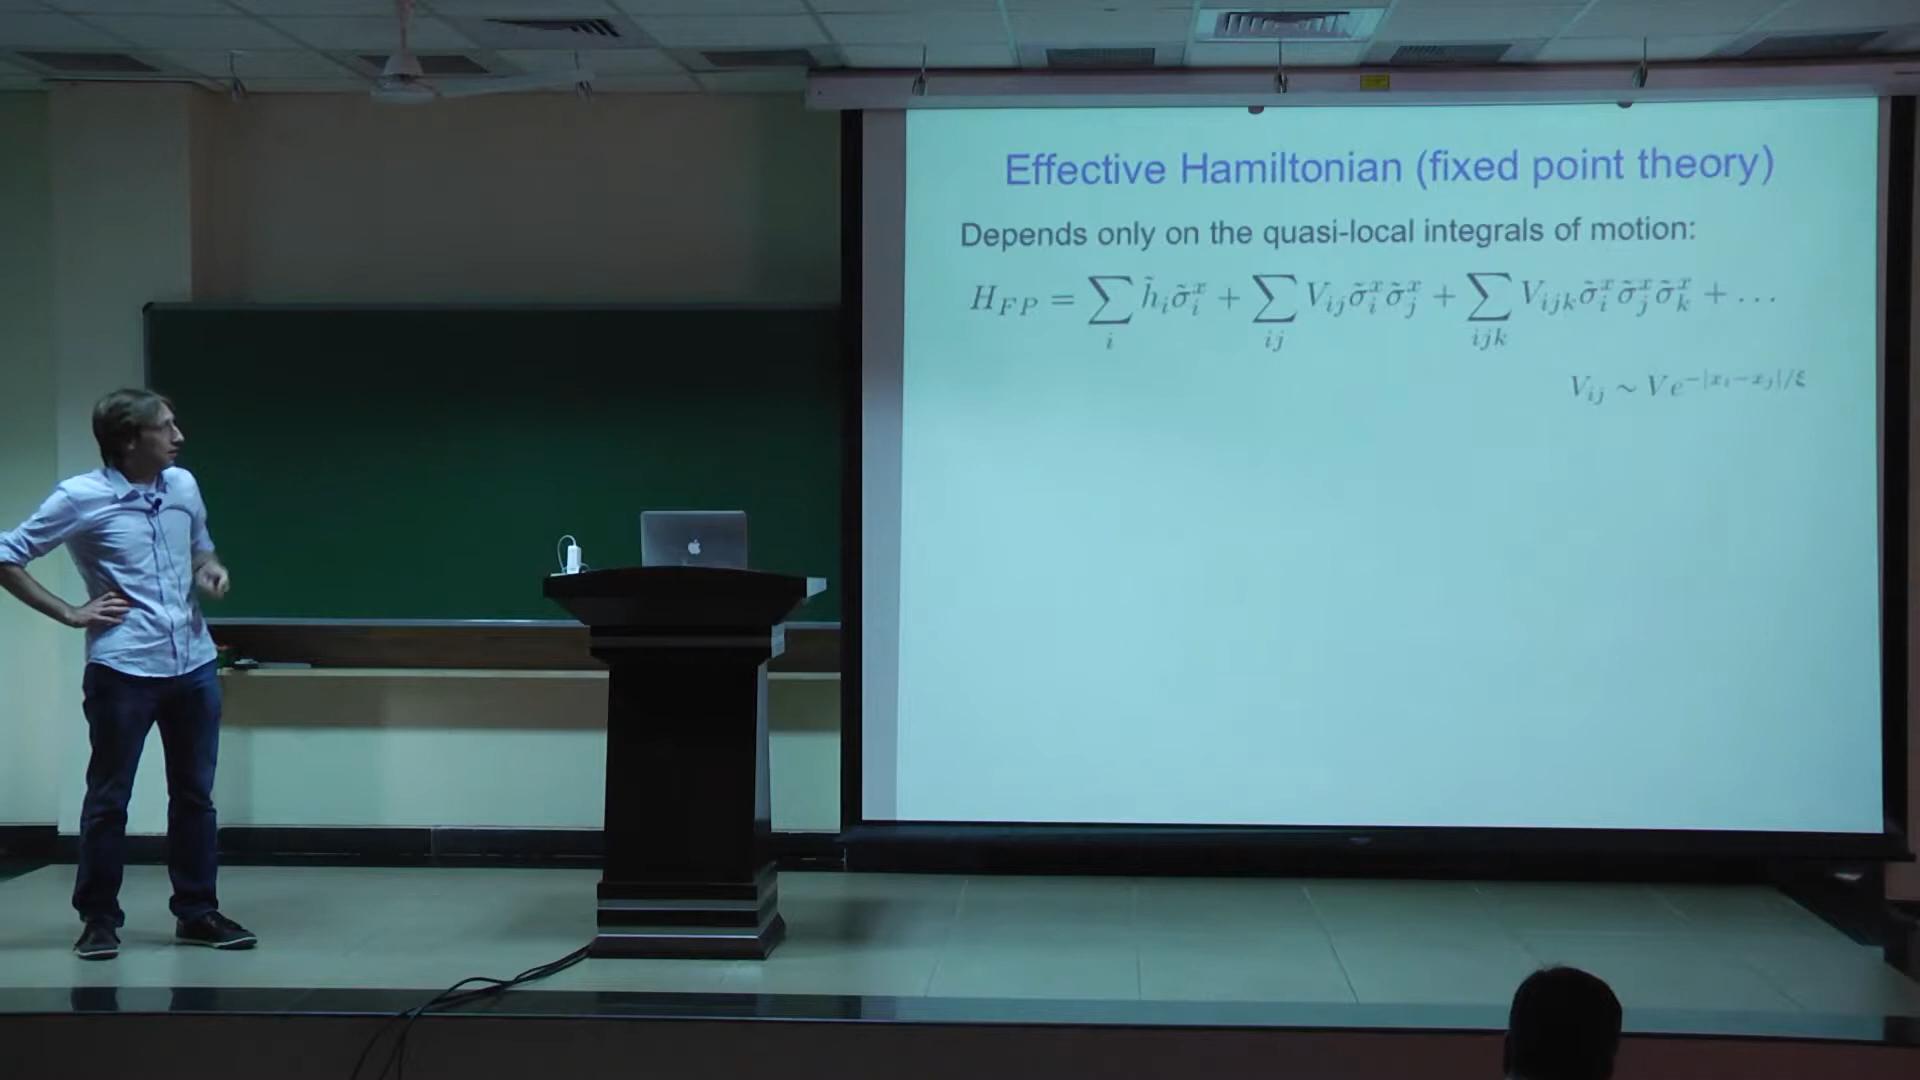 Effective Hamiltonian (fixed point theory)
Depends only on the quasi-local integrals of motion:
$H_{FP} = \sum_{i} \tilde{h}_i \tilde{\sigma}_i^x + \sum_{ij} V_{ij} \tilde{\sigma}_i^x \tilde{\sigma}_j^x + \sum_{ijk} V_{ijk} \tilde{\sigma}_i^x \tilde{\sigma}_j^x \tilde{\sigma}_k^x + \ldots$
$V_{ij} \sim V e^{-|x_i - x_j|/\xi}$